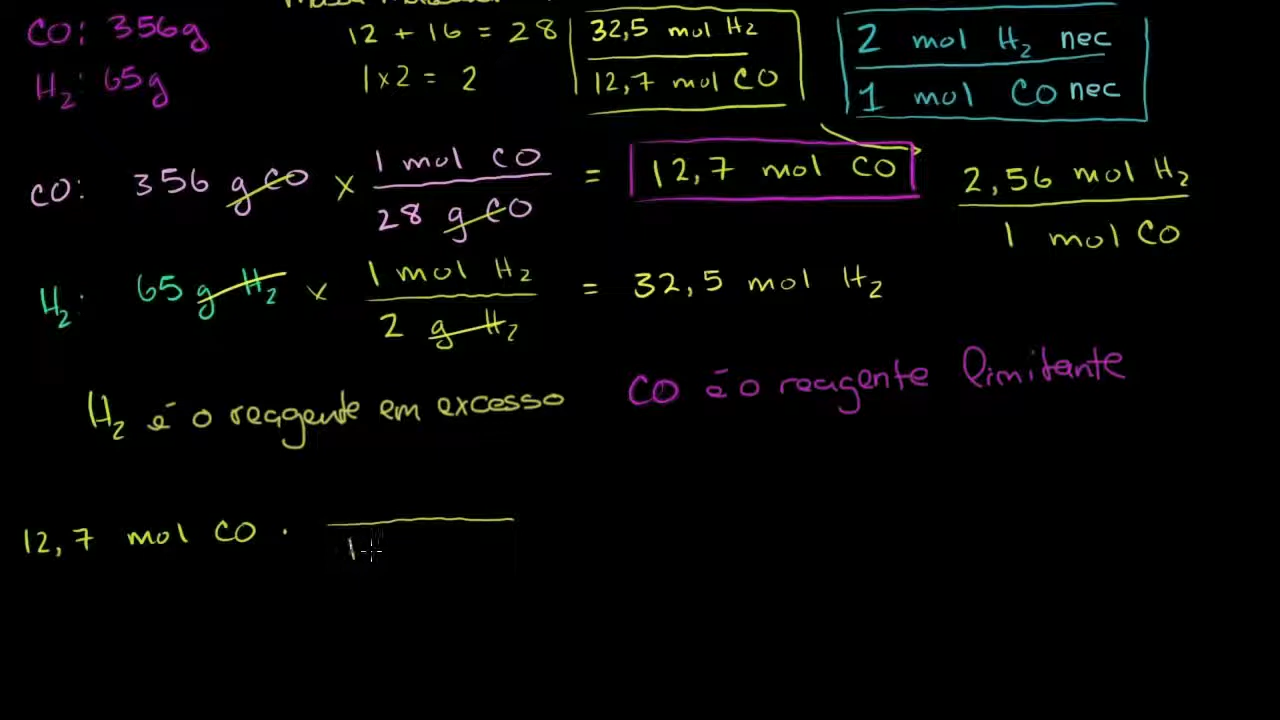 CO: 356g
12 + 16 = 28
32,5 mol H2
12,7 mol CO
2 mol H2 nec
1 mol CO nec
H2: 65g
1x2 = 2
CO: 356 g CO x 1 mol CO
28 g CO
= 12,7 mol CO
2,56 mol H2
1 mol CO
H2: 65 g H2 x 1 mol H2
2 g H2
= 32,5 mol H2
H2 é o reagente em excesso
CO é o reagente limitante
12,7 mol CO ·
1